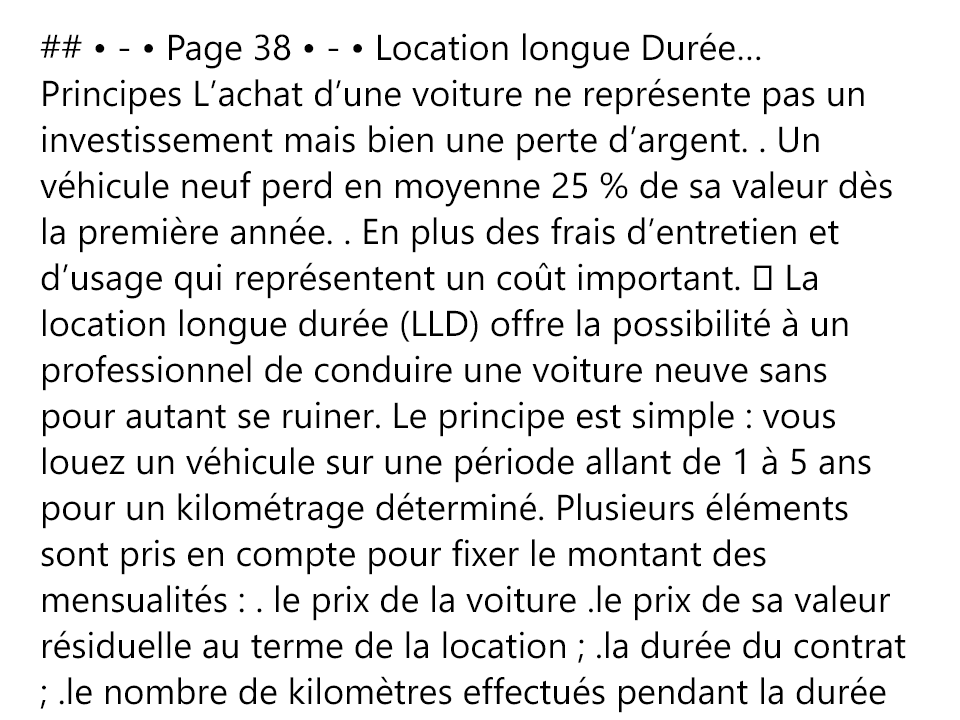 ## • - • Page 38 • - • Location longue Durée...
Principes L’achat d’une voiture ne représente pas un
investissement mais bien une perte d’argent. . Un
véhicule neuf perd en moyenne 25 % de sa valeur dès
la première année. . En plus des frais d’entretien et
d’usage qui représentent un coût important. ▯ La
location longue durée (LLD) offre la possibilité à un
professionnel de conduire une voiture neuve sans
pour autant se ruiner. Le principe est simple : vous
louez un véhicule sur une période allant de 1 à 5 ans
pour un kilométrage déterminé. Plusieurs éléments
sont pris en compte pour fixer le montant des
mensualités : . le prix de la voiture .le prix de sa valeur
résiduelle au terme de la location ; .la durée du contrat
; .le nombre de kilomètres effectués pendant la durée